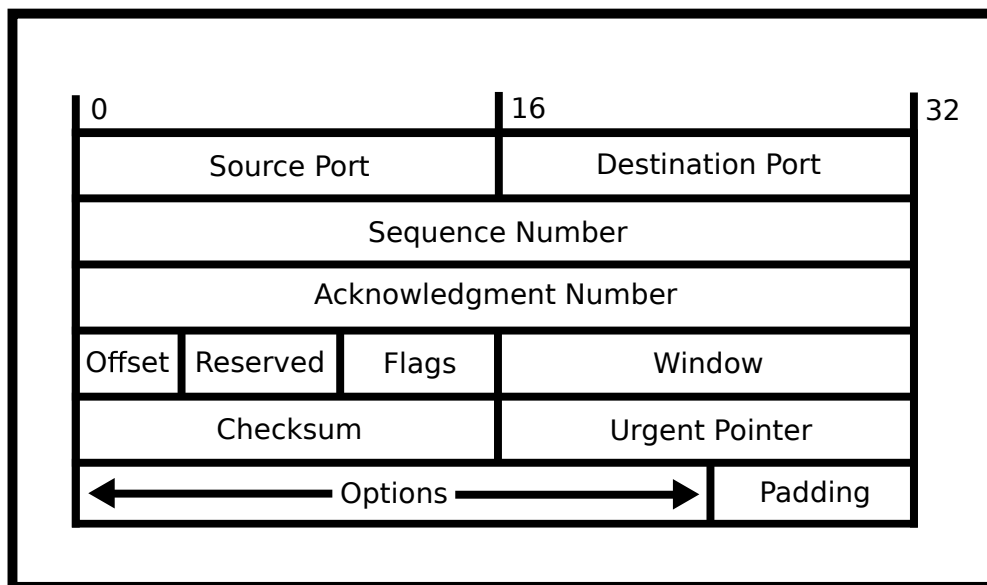 0 16 32
Source Port Destination Port
Sequence Number
Acknowledgment Number
Offset Reserved Flags Window
Checksum Urgent Pointer
Options Padding